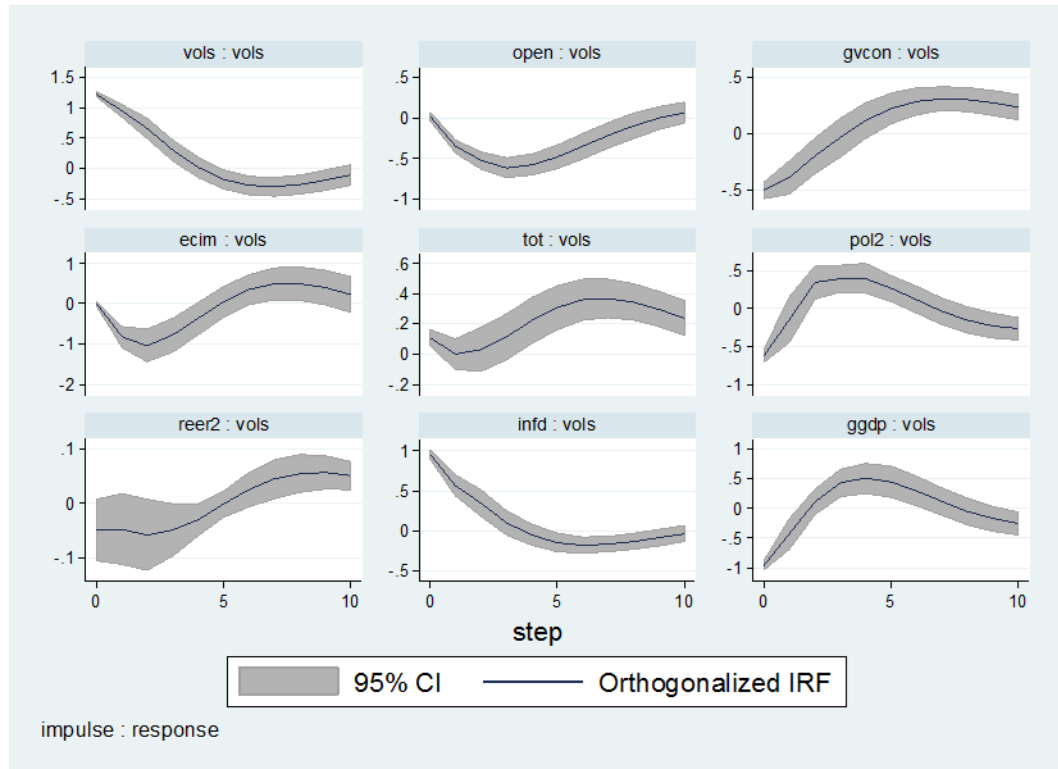 vols : vols
open : vols
gvcon : vols
1.5
1
.5
0
-.5
.5
0
-.5
-1
.5
0
-.5
ecim : vols
tot : vols
pol2 : vols
1
0
-1
-2
.6
.4
.2
0
-.2
.5
0
-.5
-1
reer2 : vols
infd : vols
ggdp : vols
.1
0
-.1
1
.5
0
-.5
1
.5
0
-.5
-1
0 5 10
0 5 10
0 5 10
step
95% CI Orthogonalized IRF
impulse : response